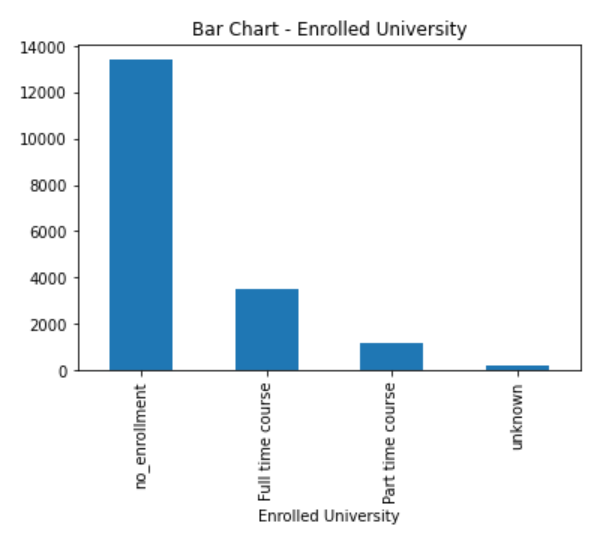 Bar Chart - Enrolled University
14000
12000
10000
8000
6000
4000
2000
0
no_enrollment
Full time course
Part time course
unknown
Enrolled University